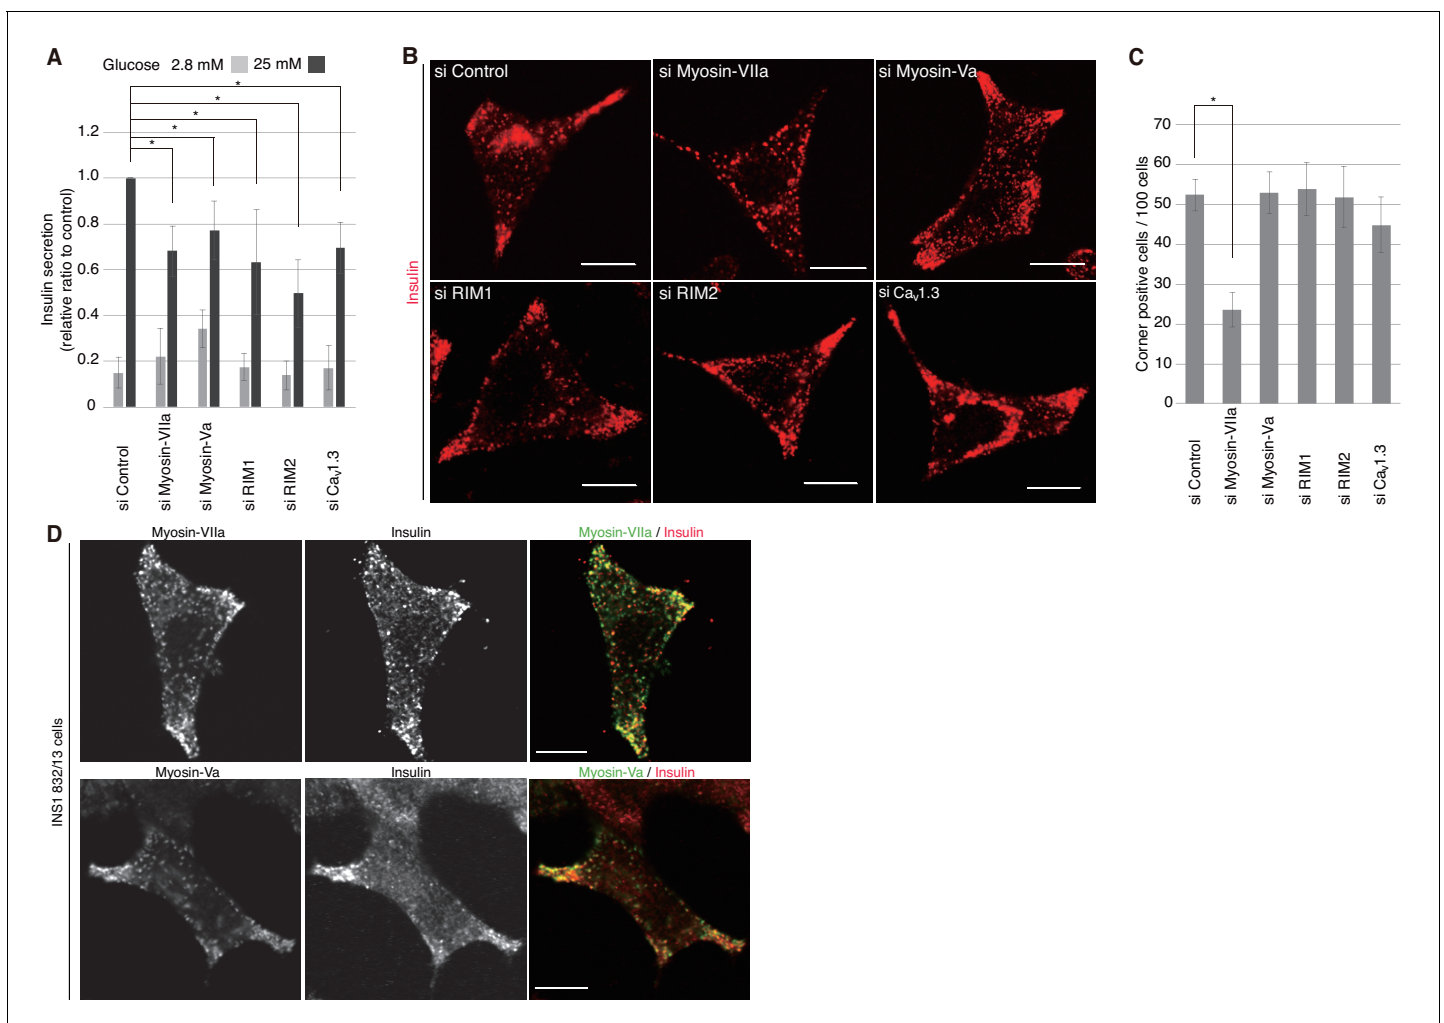 A
Glucose 2.8 mM 25 mM
*
*
*
*
*
1.2
1.0
0.8
0.6
0.4
0.2
0
Insulin secretion
(relative ratio to control)
si Control
si Myosin-VIIa
si Myosin-Va
si RIM1
si RIM2
si Cav1.3
B
Insulin
si Control
si Myosin-VIIa
si Myosin-Va
si RIM1
si RIM2
si Cav1.3
C
*
70
60
50
40
30
20
10
0
Corner positive cells / 100 cells
si Control
si Myosin-VIIa
si Myosin-Va
si RIM1
si RIM2
si Cav1.3
D
INS1 832/13 cells
Myosin-VIIa
Insulin
Myosin-VIIa / Insulin
Myosin-Va
Insulin
Myosin-Va / Insulin